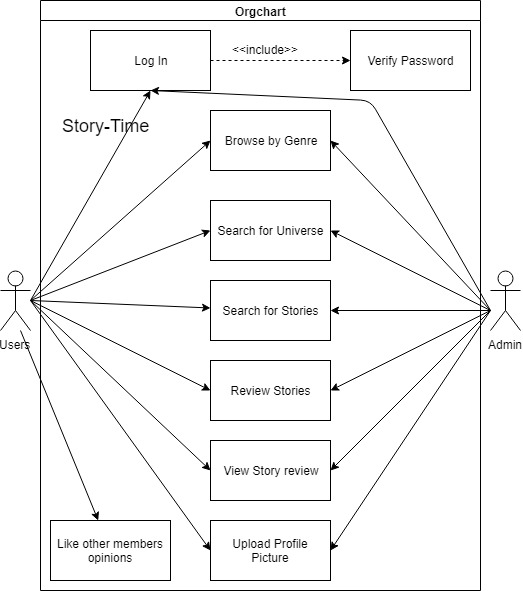 Orgchart
Log In
<<include>>
Verify Password
Story-Time
Browse by Genre
Search for Universe
Search for Stories
Users
Admin
Review Stories
View Story review
Like other members
opinions
Upload Profile
Picture